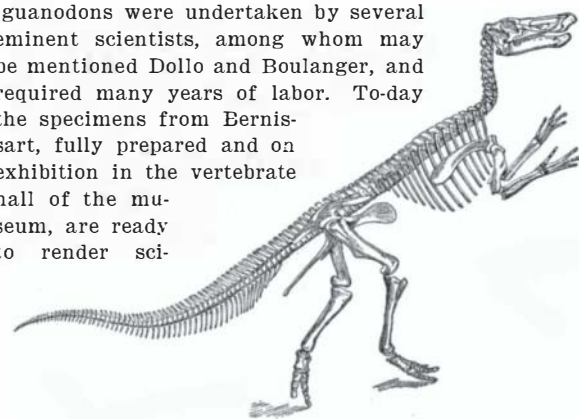 guanodons were undertaken by several
eminent scientists, among whom may
be mentioned Dollo and Boulanger, and
required many years of labor. To-day
the specimens from Bernis-
sart, fully prepared and on
exhibition in the vertebrate
hall of the mu-
seum, are ready
to render sci-